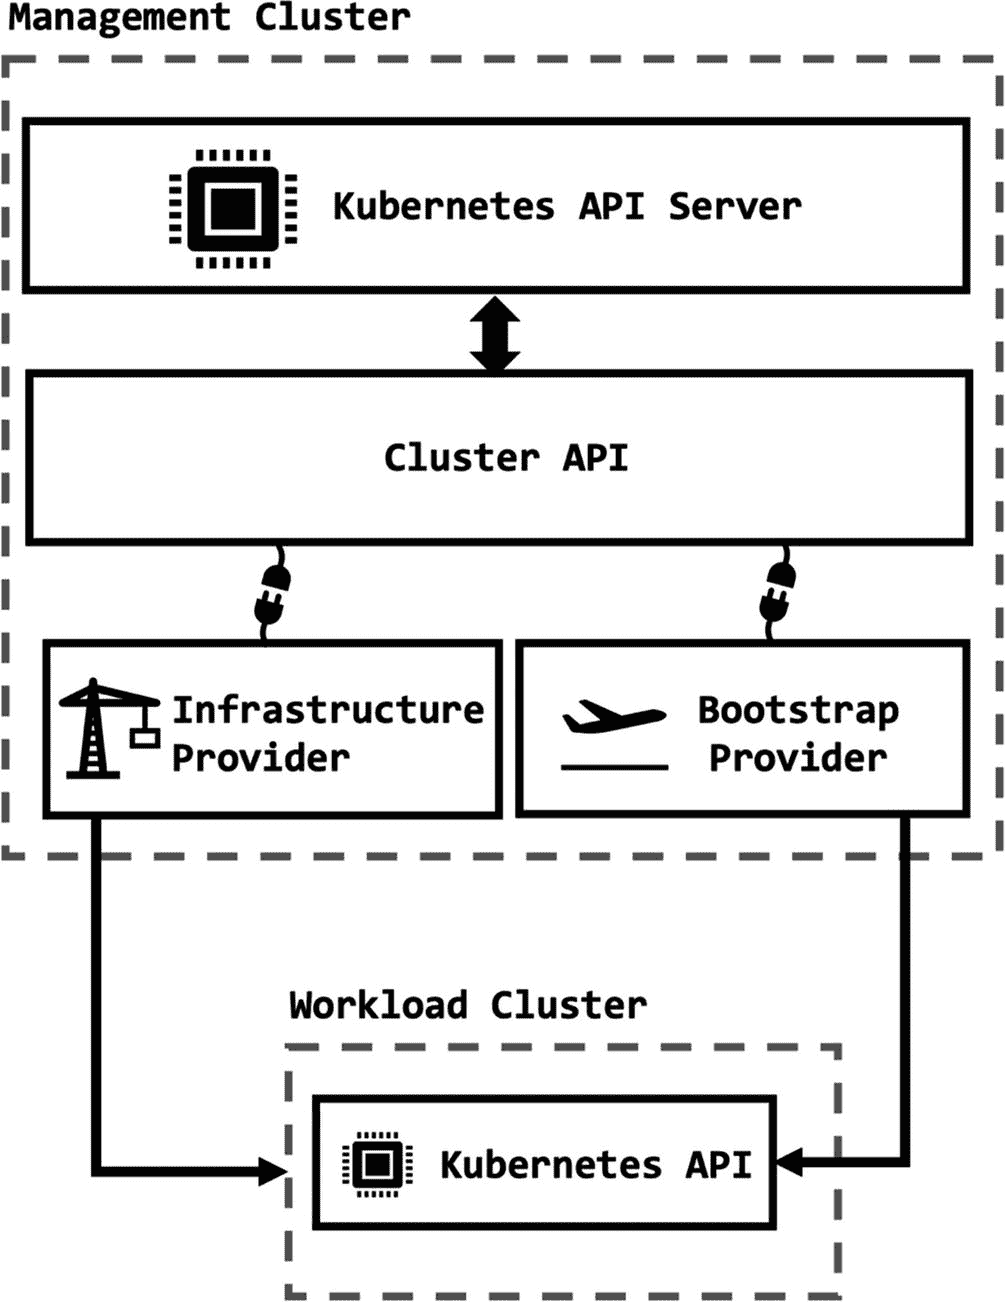 Management Cluster
Kubernetes API Server
Cluster API
Infrastructure
Provider
Bootstrap
Provider
Workload Cluster
Kubernetes API